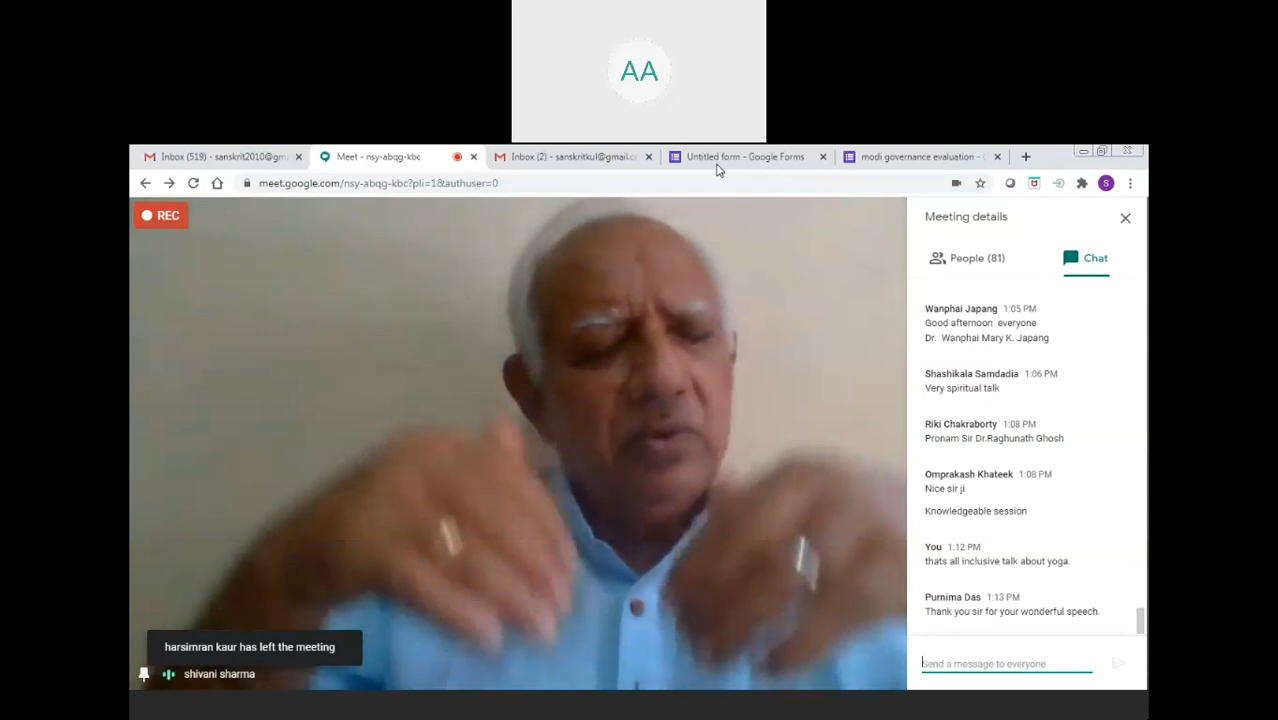 AA
Inbox (519) - sanskrit2010@gm
Meet - nsy-abqg-kbc
Inbox (2) - sanskritkul@gmail.c
Untitled form - Google Forms
modi governance evaluation -
meet.google.com/nsy-abqg-kbc?pli=1&authuser=0
S
REC
Meeting details
People (81)
Chat
Wanphai Japang 1:05 PM
Good afternoon everyone
Dr. Wanphai Mary K. Japang
Shashikala Samdadia 1:06 PM
Very spiritual talk
Riki Chakraborty 1:08 PM
Pronam Sir Dr.Raghunath Ghosh
Omprakash Khateek 1:08 PM
Nice sir ji
Knowledgeable session
You 1:12 PM
thats all inclusive talk about yoga.
Purnima Das 1:13 PM
Thank you sir for your wonderful speech.
harsimran kaur has left the meeting
shivani sharma
Send a message to everyone